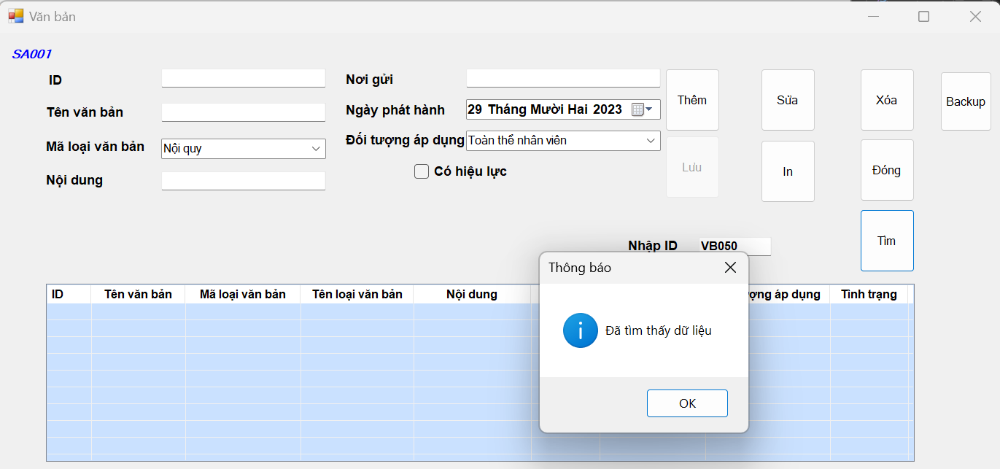 Văn bản
SA001
ID
Nơi gửi
Thêm
Sửa
Xóa
Backup
Tên văn bản
Ngày phát hành
29 Tháng Mười Hai 2023
Mã loại văn bản
Nội quy
Đối tượng áp dụng
Toàn thể nhân viên
Lưu
In
Đóng
Nội dung
Có hiệu lực
Nhập ID
VB050
Tìm
Thông báo
Đã tìm thấy dữ liệu
OK
ID
Tên văn bản
Mã loại văn bản
Tên loại văn bản
Nội dung
ợng áp dụng
Tình trạng